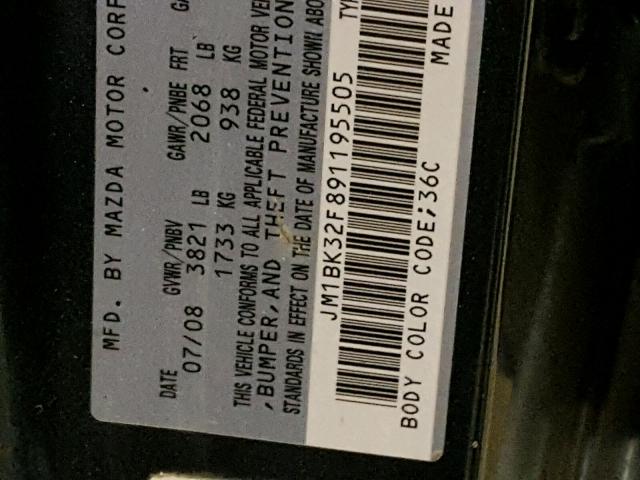 MFD. BY MAZDA MOTOR CORP
DATE GVWR/PNBV GAWR/PNBE FRT GA
07/08 3821 LB 2068 LB
1733 KG 938 KG
THIS VEHICLE CONFORMS TO ALL APPLICABLE FEDERAL MOTOR VE
, BUMPER, AND THEFT PREVENTION
STANDARDS IN EFFECT ON THE DATE OF MANUFACTURE SHOWN ABO
JM1BK32F891195505 TY
BODY COLOR CODE;36C MADE